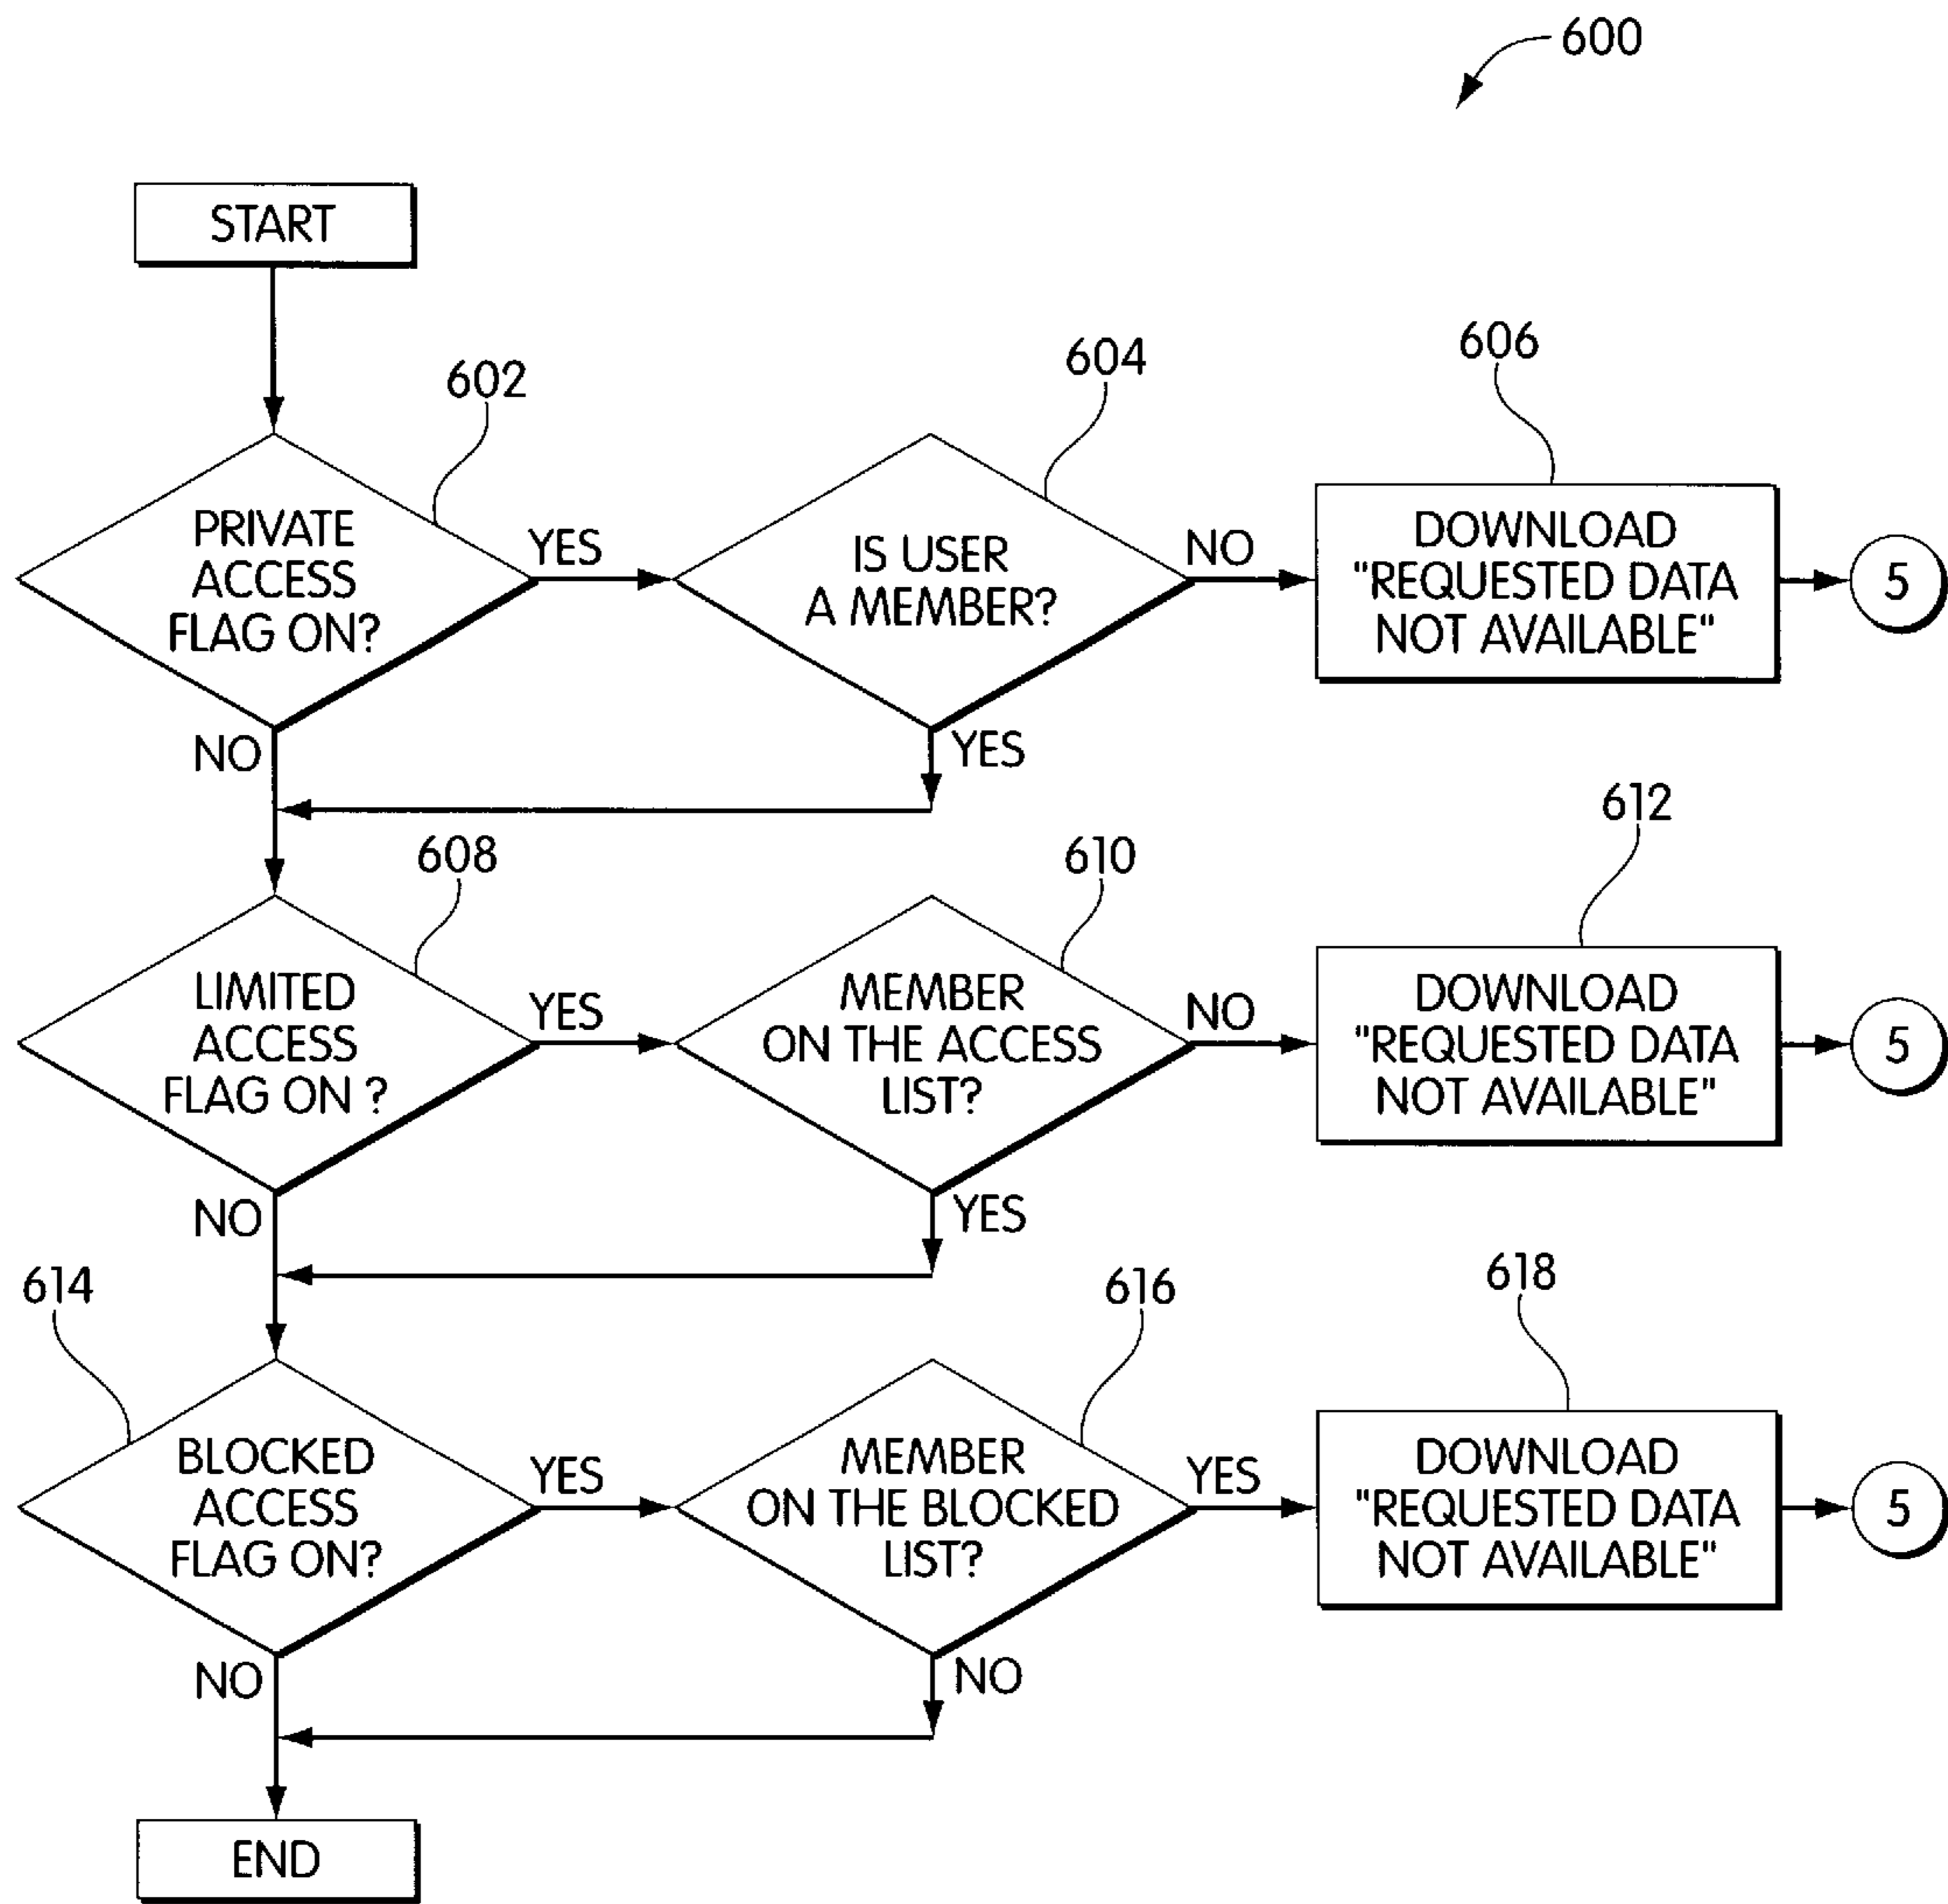 600
START
602
604
606
PRIVATE
ACCESS
FLAG ON?
YES
IS USER
A MEMBER?
NO
DOWNLOAD
"REQUESTED DATA
NOT AVAILABLE"
5
NO
YES
608
610
612
LIMITED
ACCESS
FLAG ON ?
YES
MEMBER
ON THE ACCESS
LIST?
NO
DOWNLOAD
"REQUESTED DATA
NOT AVAILABLE"
5
NO
YES
614
616
618
BLOCKED
ACCESS
FLAG ON?
YES
MEMBER
ON THE BLOCKED
LIST?
YES
DOWNLOAD
"REQUESTED DATA
NOT AVAILABLE"
5
NO
NO
END